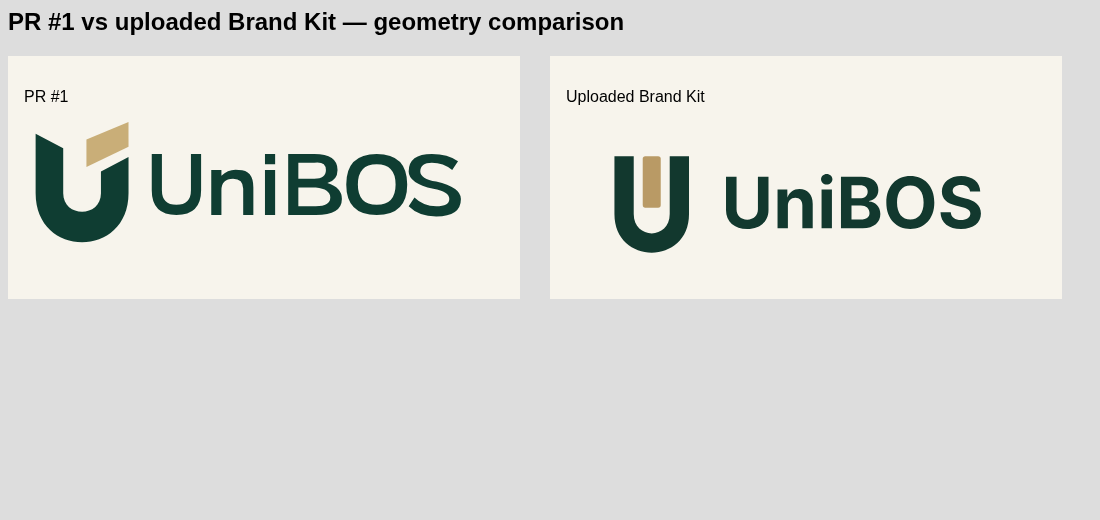 PR #1 vs uploaded Brand Kit — geometry comparison
PR #1
UniBOS
Uploaded Brand Kit
UniBOS